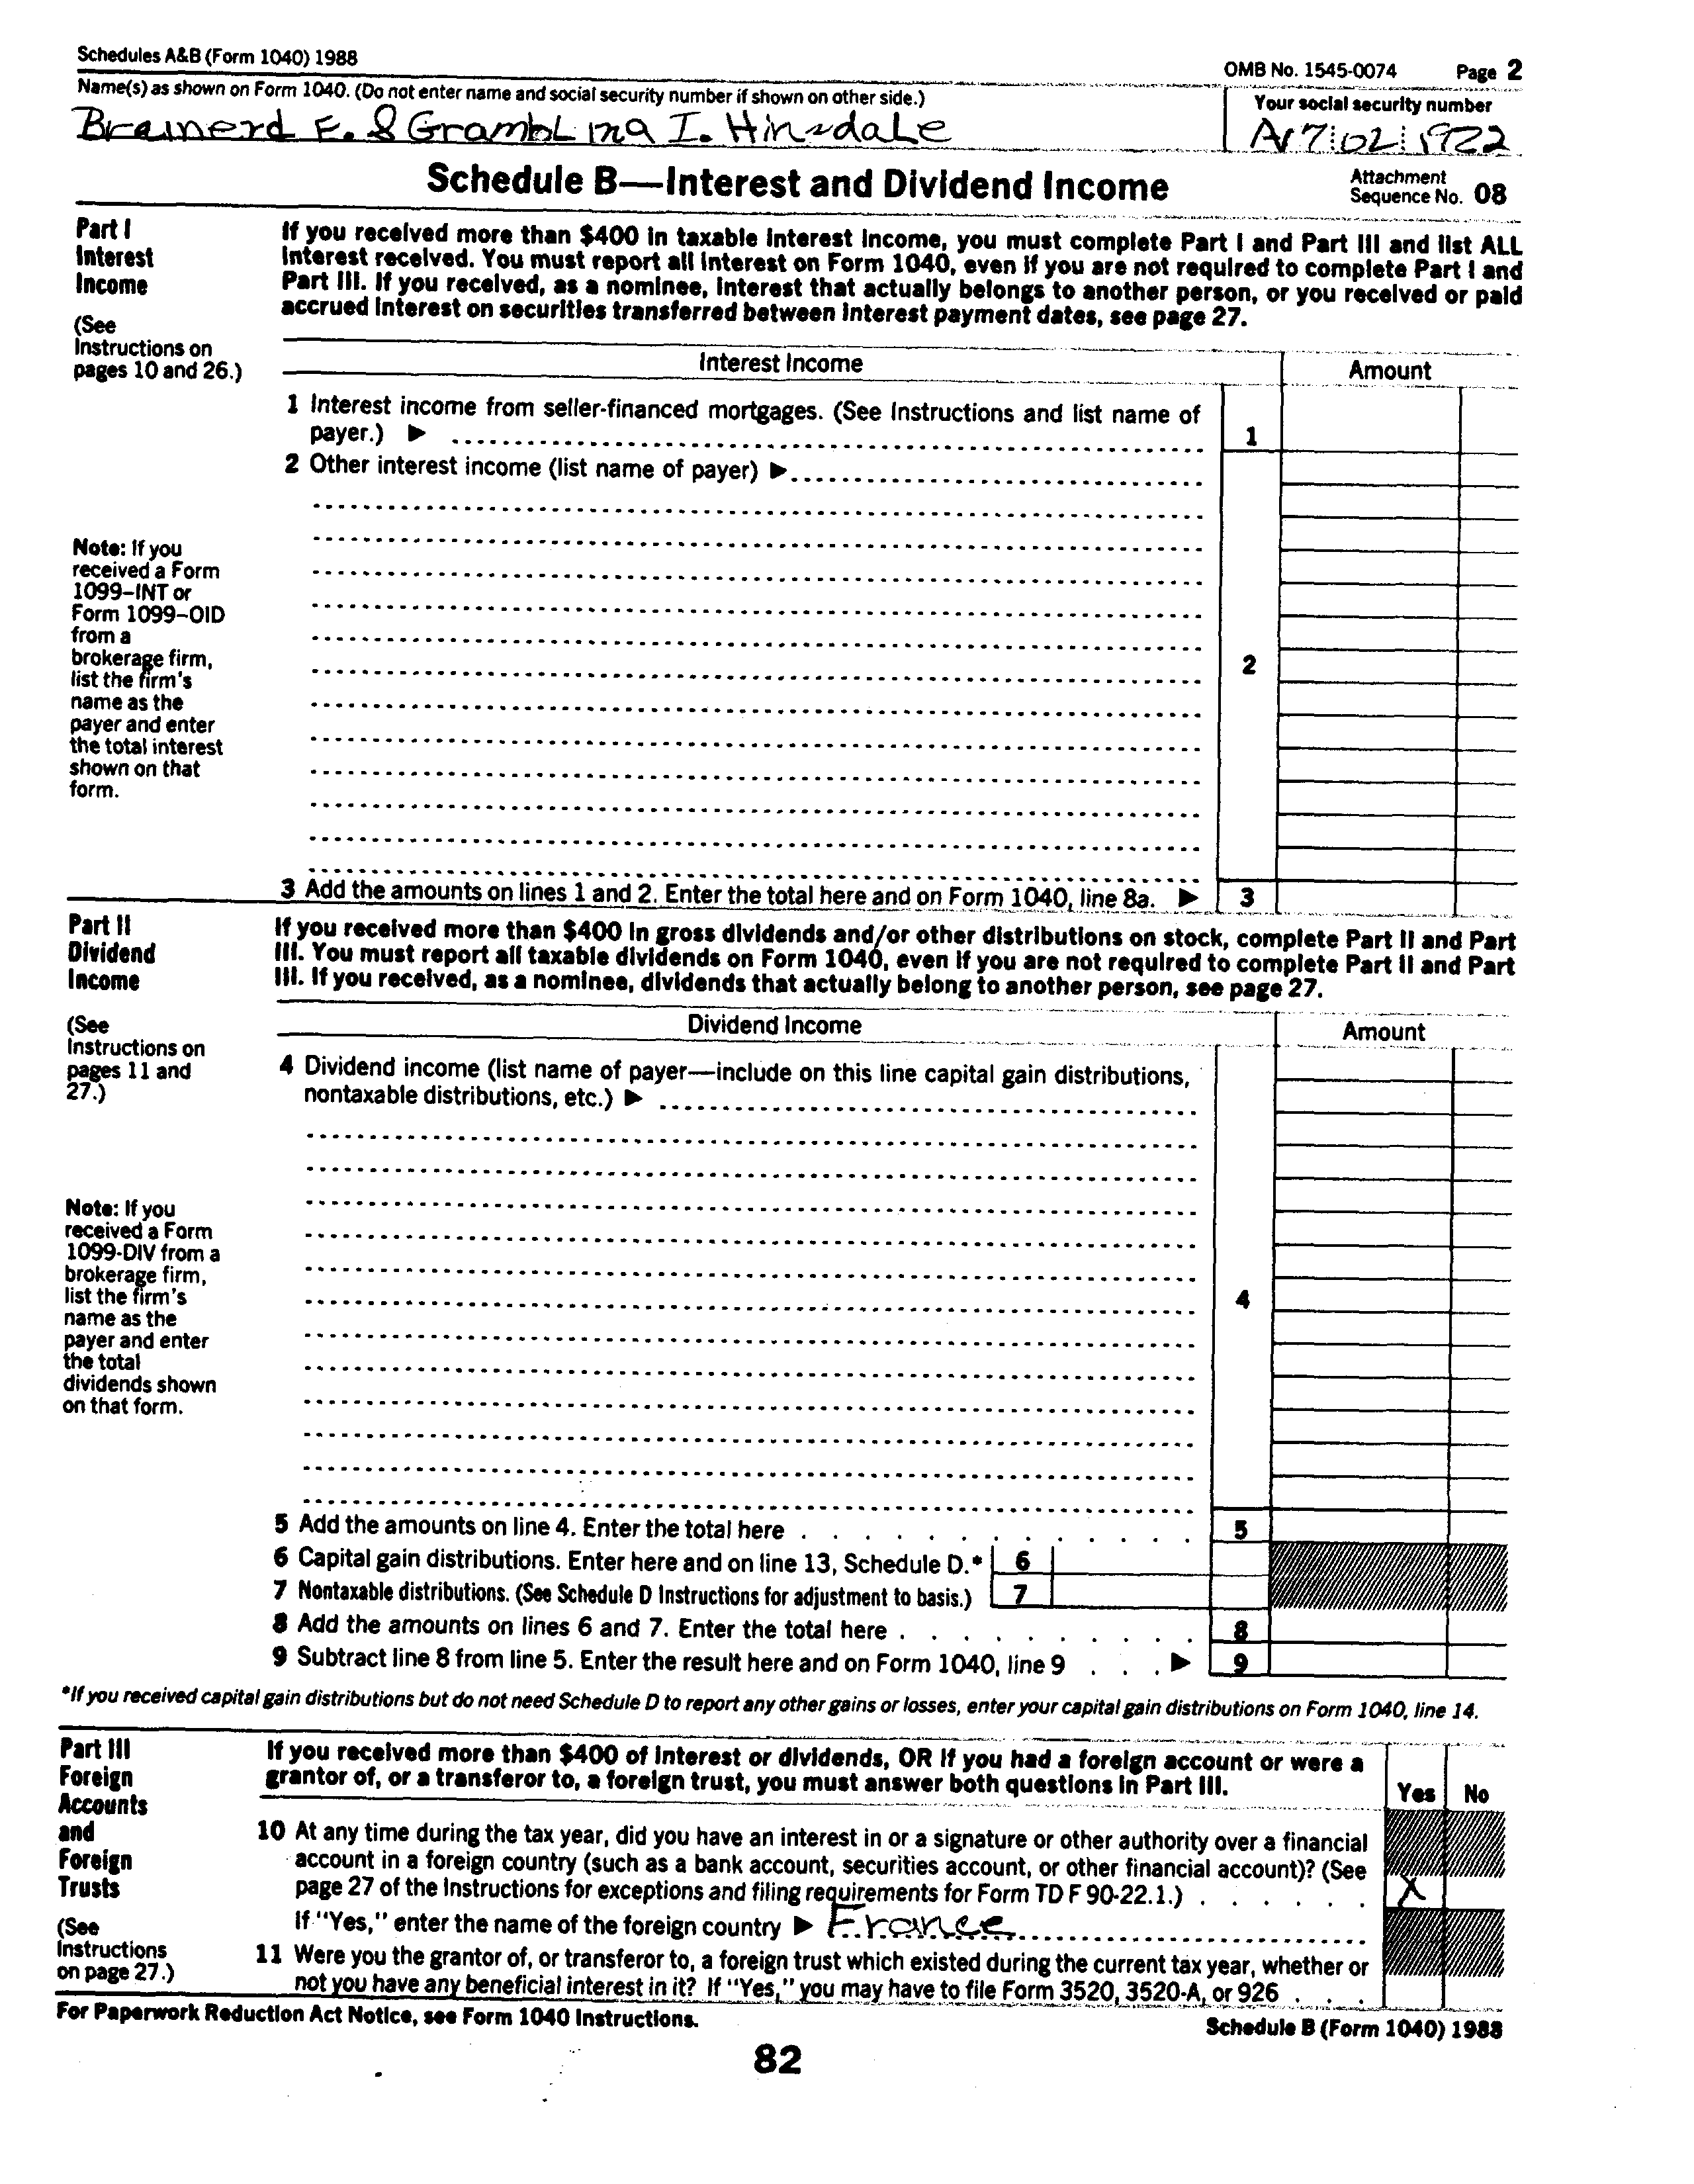 Schedules A&B (Form 1040) 1988
OMB No. 1545-0074 Page 2
Name(s) as shown on Form 1040. (Do not enter name and social security number if shown on other side.)
Your social security number
Brainerd E. & GrambLina I. HinsdaLe
02 1922
Schedule B—Interest and Dividend Income
Attachment
Sequence No. 08
Part I
Interest
Income
(See
Instructions on
pages 10 and 26.)
If you received more than $400 in taxable interest income, you must complete Part I and Part III and list ALL
interest received. You must report all interest on Form 1040, even if you are not required to complete Part I and
Part III. If you received, as a nominee, interest that actually belongs to another person, or you received or paid
accrued interest on securities transferred between interest payment dates, see page 27.
Interest Income
Amount
1 Interest income from seller-financed mortgages. (See Instructions and list name of
payer.) ▶
1
2 Other interest income (list name of payer) ▶
Note: If you
received a Form
1099–INT or
Form 1099–OID
from a
brokerage firm,
list the firm's
name as the
payer and enter
the total interest
shown on that
form.
2
3 Add the amounts on lines 1 and 2. Enter the total here and on Form 1040, line 8a. ▶ 3
Part II
Dividend
Income
(See
Instructions on
pages 11 and
27.)
If you received more than $400 in gross dividends and/or other distributions on stock, complete Part II and Part
III. You must report all taxable dividends on Form 1040, even if you are not required to complete Part II and Part
III. If you received, as a nominee, dividends that actually belong to another person, see page 27.
Dividend Income
Amount
4 Dividend income (list name of payer—include on this line capital gain distributions,
nontaxable distributions, etc.) ▶
Note: If you
received a Form
1099-DIV from a
brokerage firm,
list the firm's
name as the
payer and enter
the total
dividends shown
on that form.
4
5 Add the amounts on line 4. Enter the total here . . . . . . . . . . . . 5
6 Capital gain distributions. Enter here and on line 13, Schedule D.* 6
7 Nontaxable distributions. (See Schedule D Instructions for adjustment to basis.) 7
8 Add the amounts on lines 6 and 7. Enter the total here . . . . . . . . . . 8
9 Subtract line 8 from line 5. Enter the result here and on Form 1040, line 9 . . . ▶ 9
*If you received capital gain distributions but do not need Schedule D to report any other gains or losses, enter your capital gain distributions on Form 1040, line 14.
Part III
Foreign
Accounts
and
Foreign
Trusts
(See
Instructions
on page 27.)
If you received more than $400 of interest or dividends, OR if you had a foreign account or were a
grantor of, or a transferor to, a foreign trust, you must answer both questions in Part III.
Yes No
10 At any time during the tax year, did you have an interest in or a signature or other authority over a financial
account in a foreign country (such as a bank account, securities account, or other financial account)? (See
page 27 of the Instructions for exceptions and filing requirements for Form TD F 90-22.1.) . . . . . . X
If "Yes," enter the name of the foreign country ▶ France
11 Were you the grantor of, or transferor to, a foreign trust which existed during the current tax year, whether or
not you have any beneficial interest in it? If "Yes," you may have to file Form 3520, 3520-A, or 926 . . .
For Paperwork Reduction Act Notice, see Form 1040 Instructions.
Schedule B (Form 1040) 1988
82